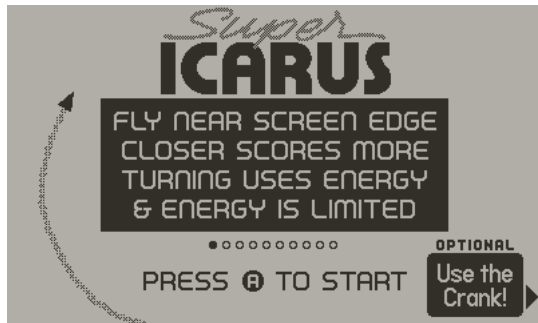 Super
ICARUS
FLY NEAR SCREEN EDGE
CLOSER SCORES MORE
TURNING USES ENERGY
& ENERGY IS LIMITED
PRESS Ⓐ TO START
OPTIONAL
Use the
Crank!